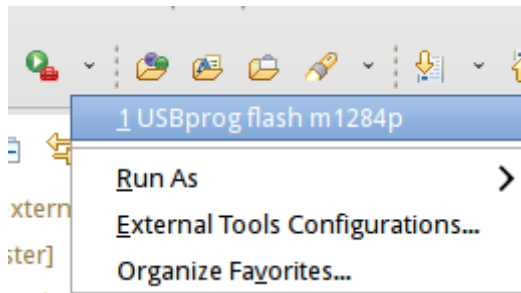 1 USBprog flash m1284p
Run As
xtern
External Tools Configurations...
ster]
Organize Favorites...